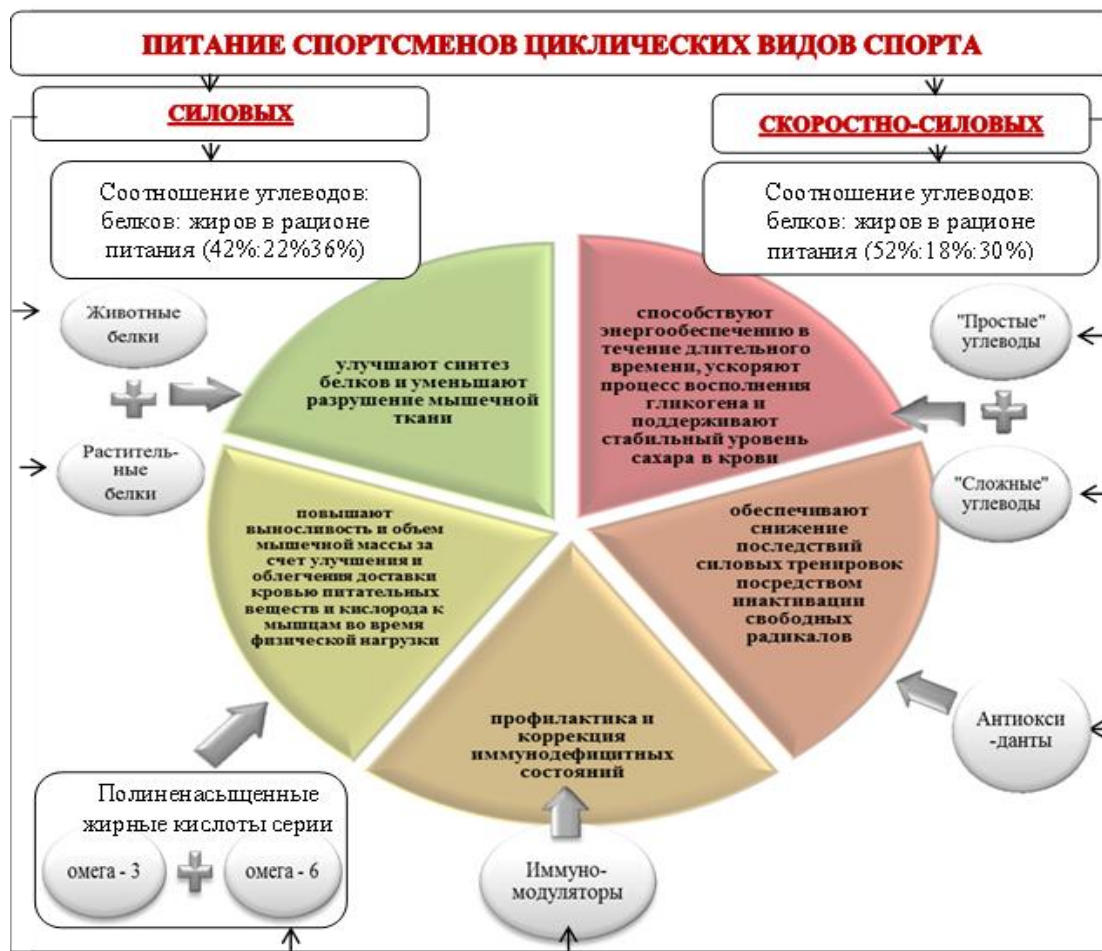 ПИТАНИЕ СПОРТСМЕНОВ ЦИКЛИЧЕСКИХ ВИДОВ СПОРТА
СИЛОВЫХ
СКОРОСТНО-СИЛОВЫХ
Соотношение углеводов:
белков: жиров в рационе
питания (42%:22%36%)
Соотношение углеводов:
белков: жиров в рационе
питания (52%:18%:30%)
Животные
белки
Раститель-
ные
белки
улучшают синтез
белков и уменьшают
разрушение мышечной
ткани
способствуют
энергообеспечению в
течение длительного
времени, ускоряют
процесс восполнения
гликогена и
поддерживают
стабильный уровень
сахара в крови
"Простые"
углеводы
"Сложные"
углеводы
повышают
выносливость и объем
мышечной массы за
счет улучшения и
облегчения доставки
кровью питательных
веществ и кислорода к
мышцам во время
физической нагрузки
обеспечивают
снижение
последствий
силовых тренировок
посредством
инактивации
свободных
радикалов
профилактика и
коррекция
иммунодефицитных
состояний
Антиокси
-данты
Полиненасыщенные
жирные кислоты серии
омега - 3
омега - 6
Иммуно-
модуляторы